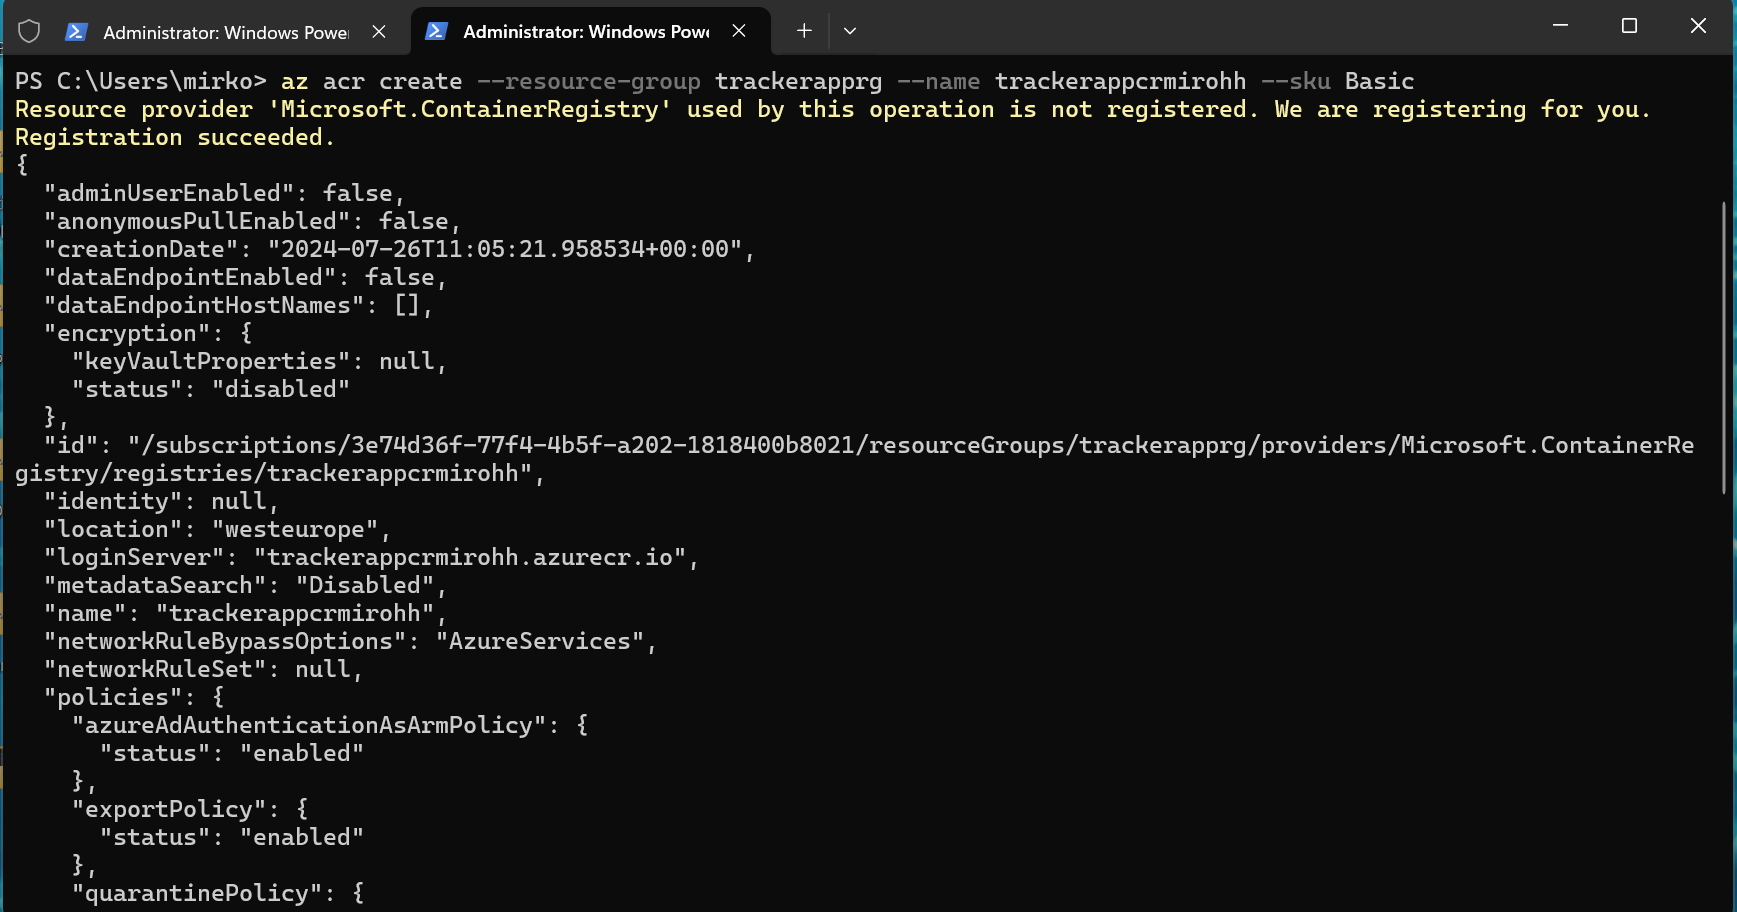 Administrator: Windows Power
Administrator: Windows Powe
PS C:\Users\mirko> az acr create --resource-group trackerapprg --name trackerappcrmirohh --sku Basic
Resource provider 'Microsoft.ContainerRegistry' used by this operation is not registered. We are registering for you.
Registration succeeded.
{
  "adminUserEnabled": false,
  "anonymousPullEnabled": false,
  "creationDate": "2024-07-26T11:05:21.958534+00:00",
  "dataEndpointEnabled": false,
  "dataEndpointHostNames": [],
  "encryption": {
    "keyVaultProperties": null,
    "status": "disabled"
  },
  "id": "/subscriptions/3e74d36f-77f4-4b5f-a202-1818400b8021/resourceGroups/trackerapprg/providers/Microsoft.ContainerRe
gistry/registries/trackerappcrmirohh",
  "identity": null,
  "location": "westeurope",
  "loginServer": "trackerappcrmirohh.azurecr.io",
  "metadataSearch": "Disabled",
  "name": "trackerappcrmirohh",
  "networkRuleBypassOptions": "AzureServices",
  "networkRuleSet": null,
  "policies": {
    "azureAdAuthenticationAsArmPolicy": {
      "status": "enabled"
    },
    "exportPolicy": {
      "status": "enabled"
    },
    "quarantinePolicy": {